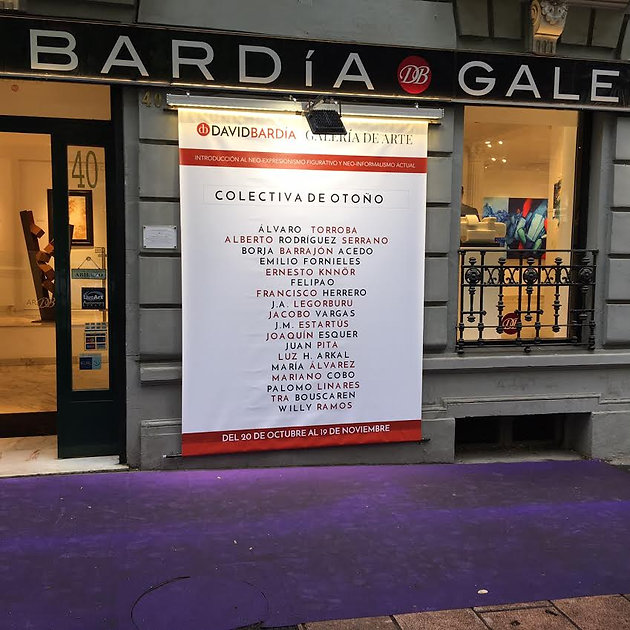 BARDíA DB GALE
40
DAVIDBARDÍA GALERÍA DE ARTE
INTRODUCCIÓN AL NEO-EXPRESIONISMO FIGURATIVO Y NEO-INFORMALISMO ACTUAL
COLECTIVA DE OTOÑO
ÁLVARO TORROBA
ALBERTO RODRÍGUEZ SERRANO
BORJA BARRAJÓN ACEDO
EMILIO FORNIELES
ERNESTO KNNÖR
FELIPAO
FRANCISCO HERRERO
J.A. LEGORBURU
JACOBO VARGAS
J.M. ESTARTÚS
JOAQUÍN ESQUER
JUAN PITA
LUZ H. ARKAL
MARÍA ÁLVAREZ
MARIANO COBO
PALOMO LINARES
TRA BOUSCAREN
WILLY RAMOS
DEL 20 DE OCTUBRE AL 19 DE NOVIEMBRE
40
DB